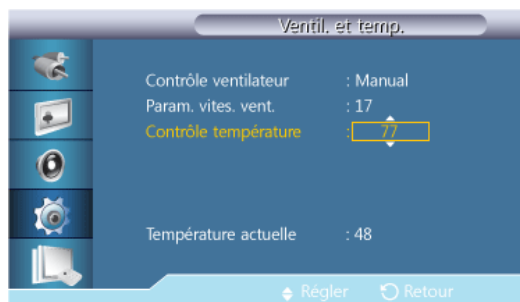 Ventil. et temp.
Contrôle ventilateur : Manual
Param. vites. vent. : 17
Contrôle température : 77
Température actuelle : 48
Régler Retour